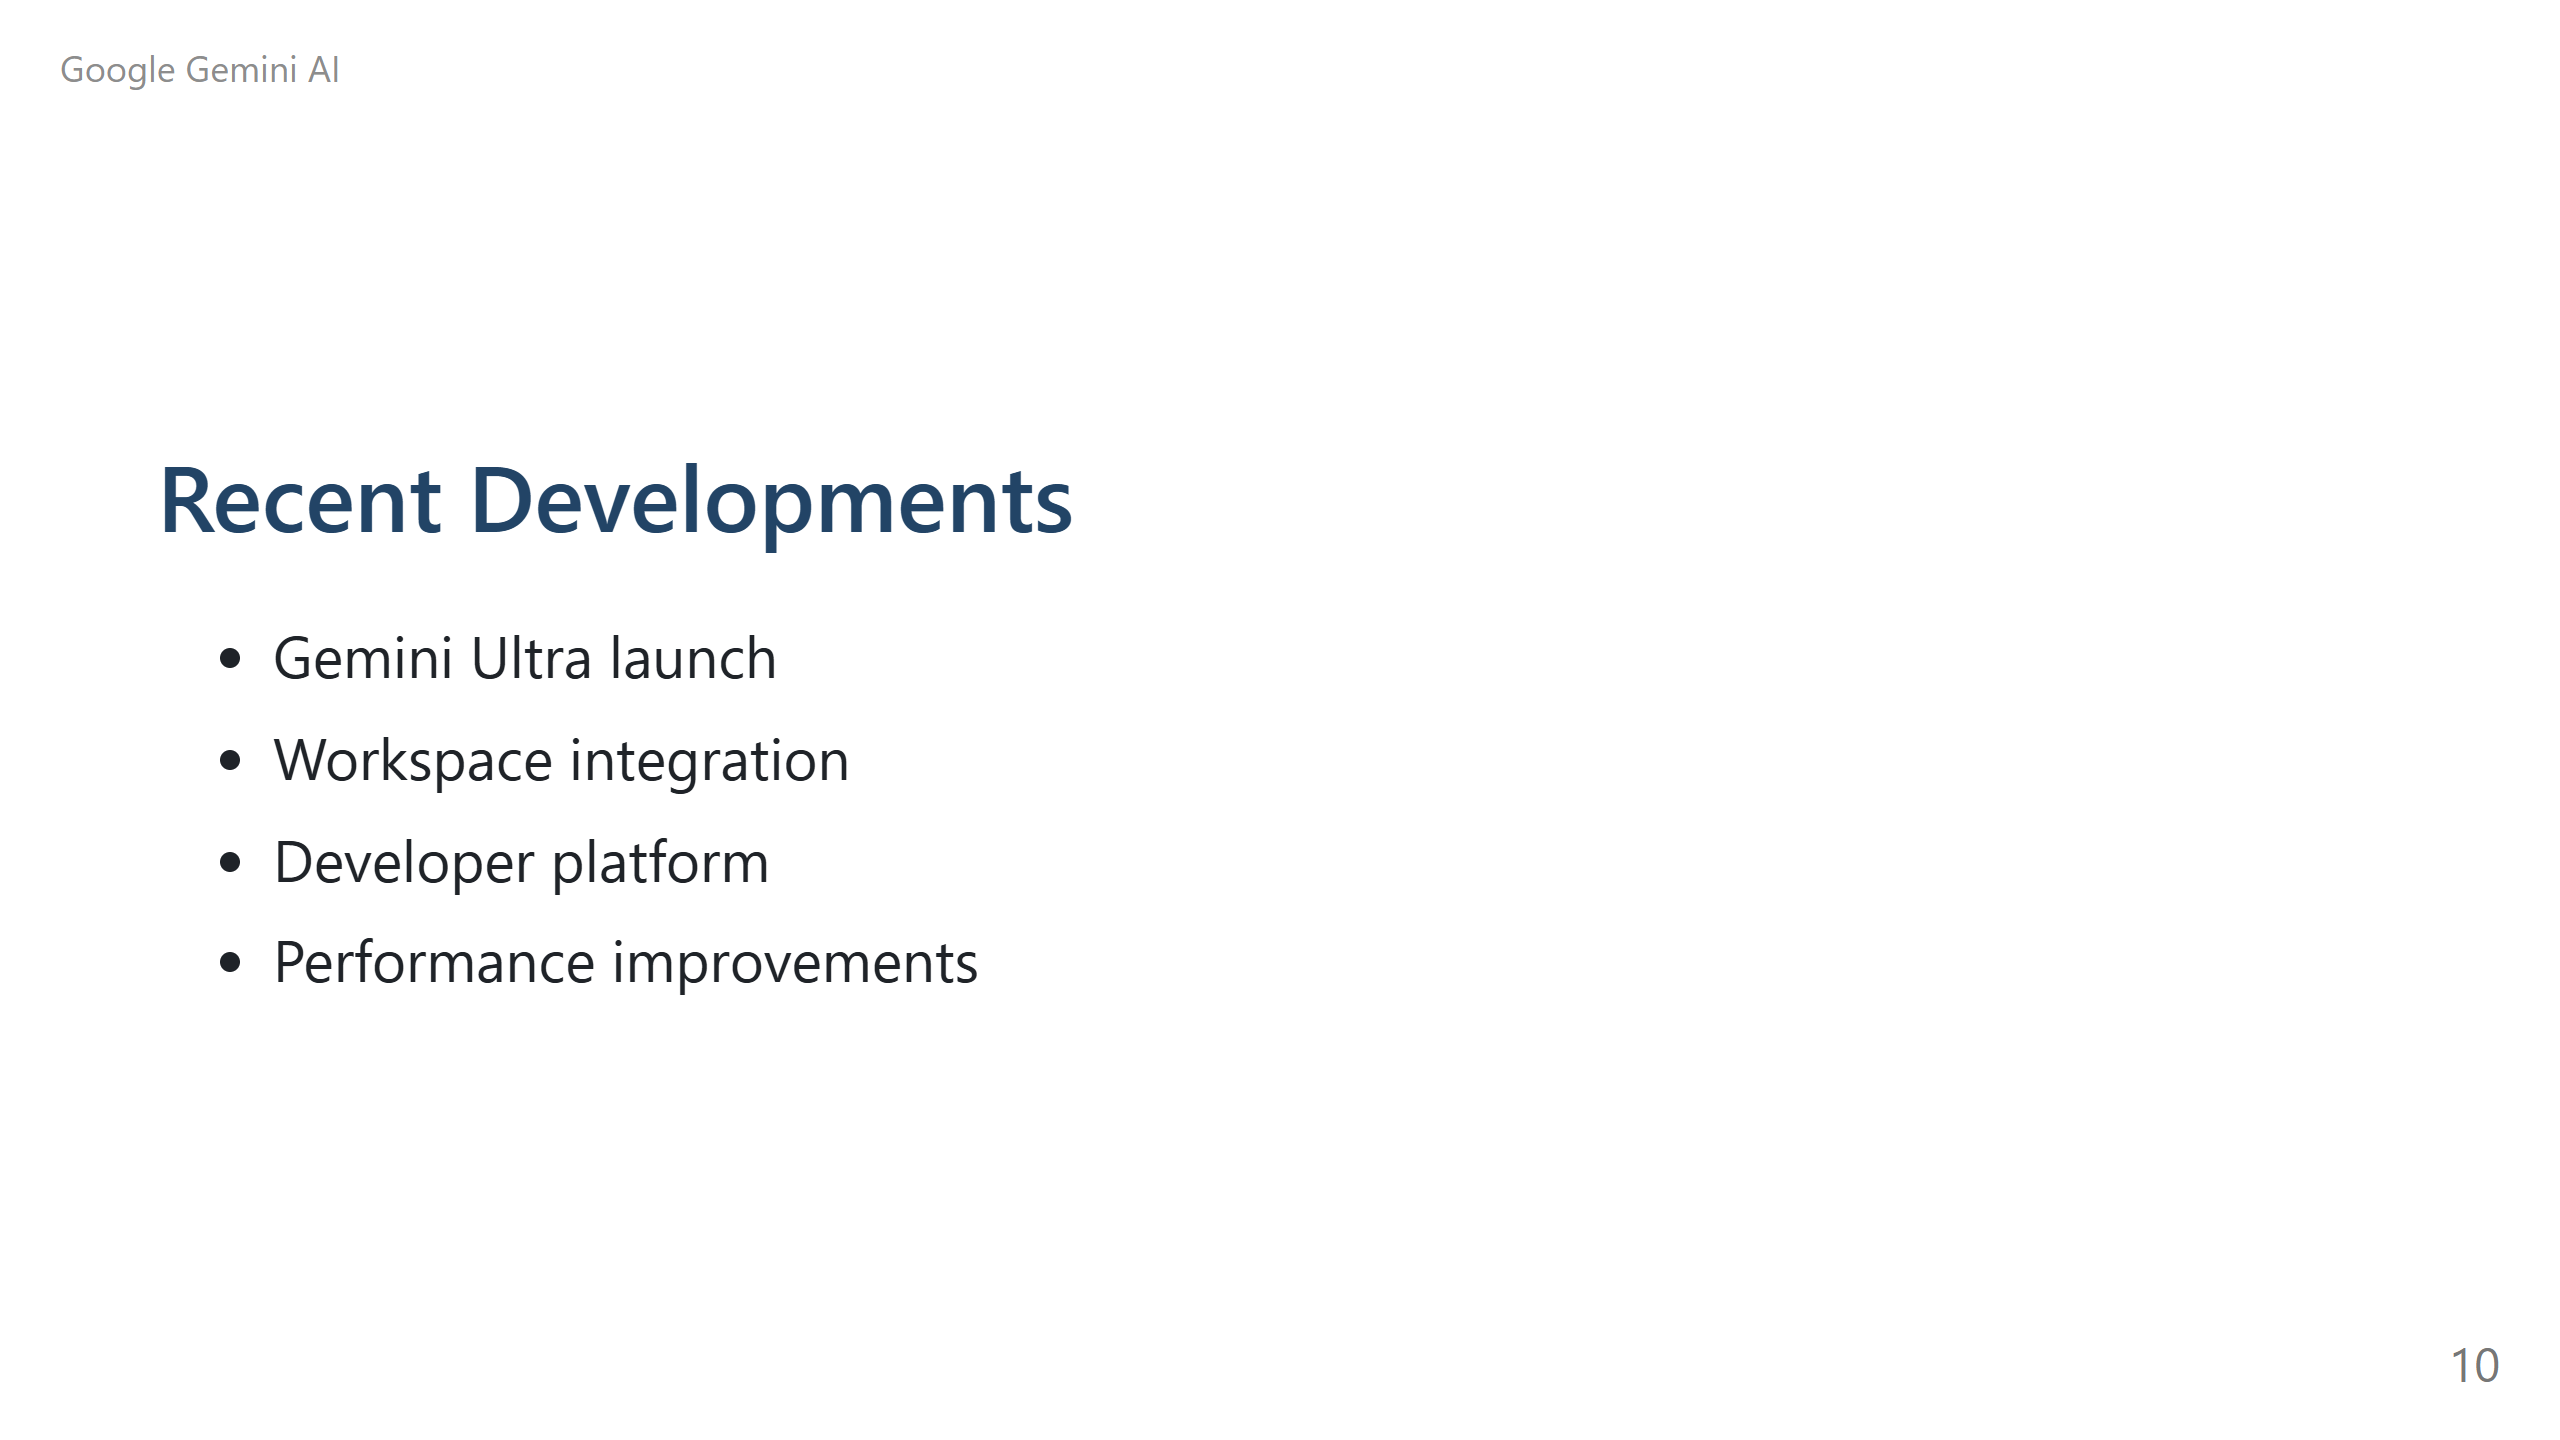 Google Gemini AI
Recent Developments
• Gemini Ultra launch
• Workspace integration
• Developer platform
• Performance improvements
10